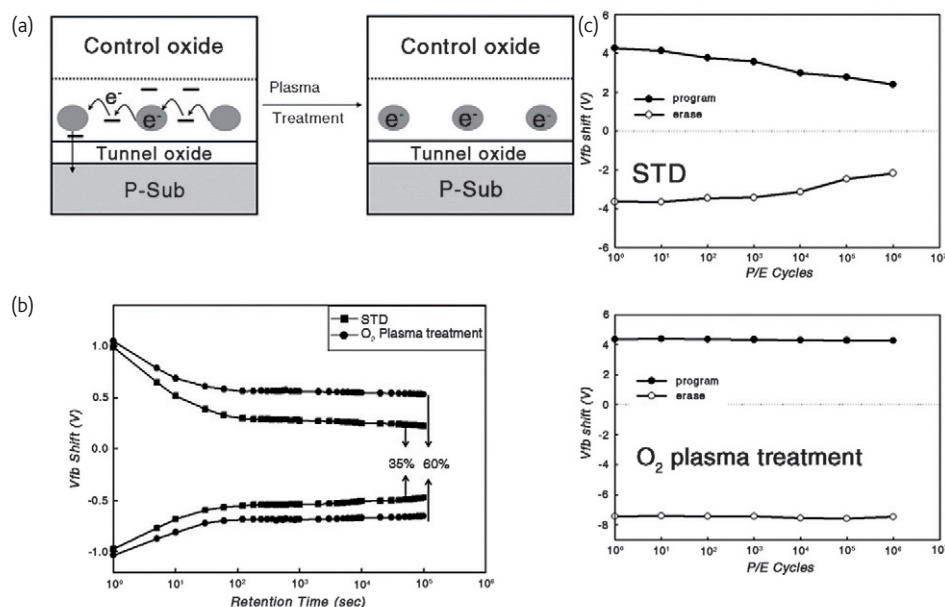 (a)
Control oxide
e-
e-
Tunnel oxide
P-Sub
Plasma
Treatment
Control oxide
e- e- e-
Tunnel oxide
P-Sub
(b)
STD
O₂ Plasma treatment
1.0
0.5
0.0
-0.5
-1.0
Vfb Shift (V)
35% 60%
10⁰ 10¹ 10² 10³ 10⁴ 10⁵ 10⁶
Retention Time (sec)
(c)
6
4
2
0
-2
-4
-6
Vfb shift (V)
program
erase
STD
10⁰ 10¹ 10² 10³ 10⁴ 10⁵ 10⁶ 10⁷
P/E Cycles
4
2
0
-2
-4
-6
-8
Vfb shift (V)
program
erase
O₂ plasma treatment
10⁰ 10¹ 10² 10³ 10⁴ 10⁵ 10⁶ 10⁷
P/E Cycles